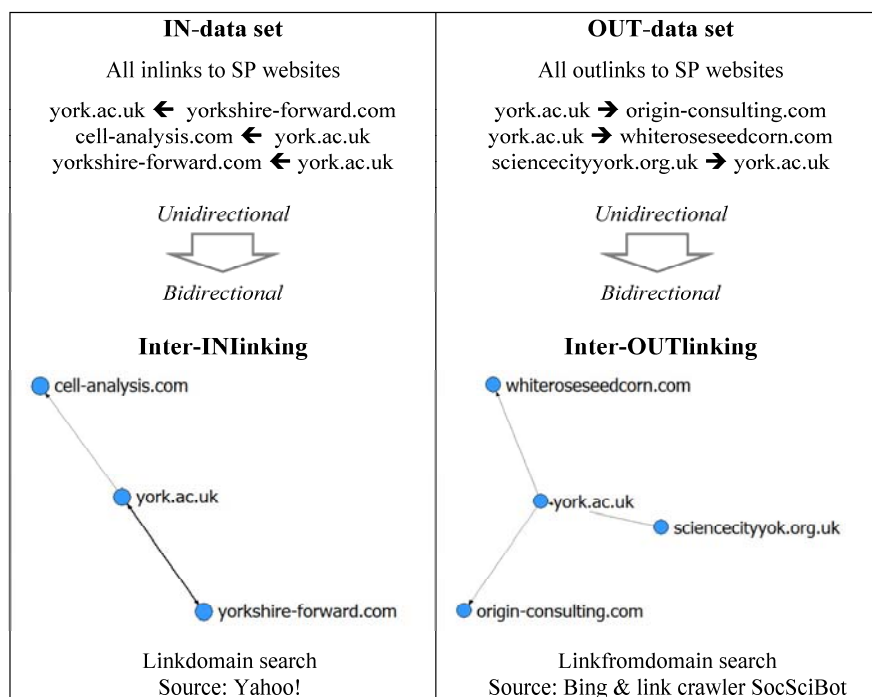 IN-data set
All inlinks to SP websites
york.ac.uk 🡸 yorkshire-forward.com
cell-analysis.com 🡸 york.ac.uk
yorkshire-forward.com 🡸 york.ac.uk
Unidirectional
Bidirectional
Inter-INlinking
cell-analysis.com
york.ac.uk
yorkshire-forward.com
Linkdomain search
Source: Yahoo!
OUT-data set
All outlinks to SP websites
york.ac.uk 🡺 origin-consulting.com
york.ac.uk 🡺 whiteroseseedcorn.com
sciencecityyork.org.uk 🡺 york.ac.uk
Unidirectional
Bidirectional
Inter-OUTlinking
whiteroseseedcorn.com
york.ac.uk
sciencecityyok.org.uk
origin-consulting.com
Linkfromdomain search
Source: Bing & link crawler SocSciBot